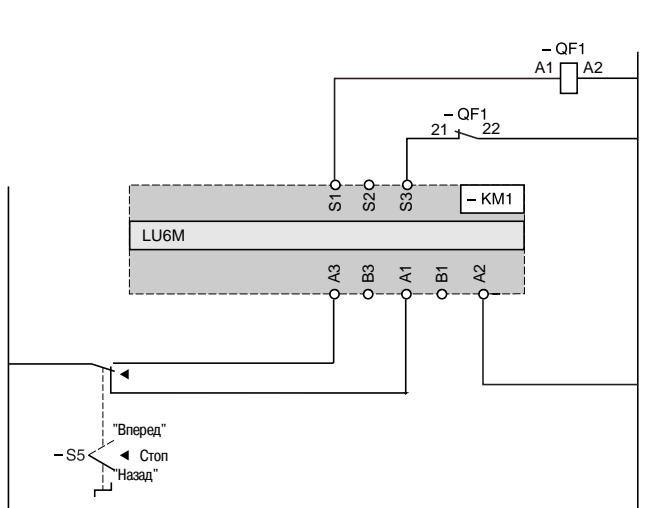 – QF1
A1 A2
– QF1
21 22
S1 S2 S3
– KM1
LU6M
A3 B3 A1 B1 A2
–
"Вперед"
– S5
Стоп
"Назад"